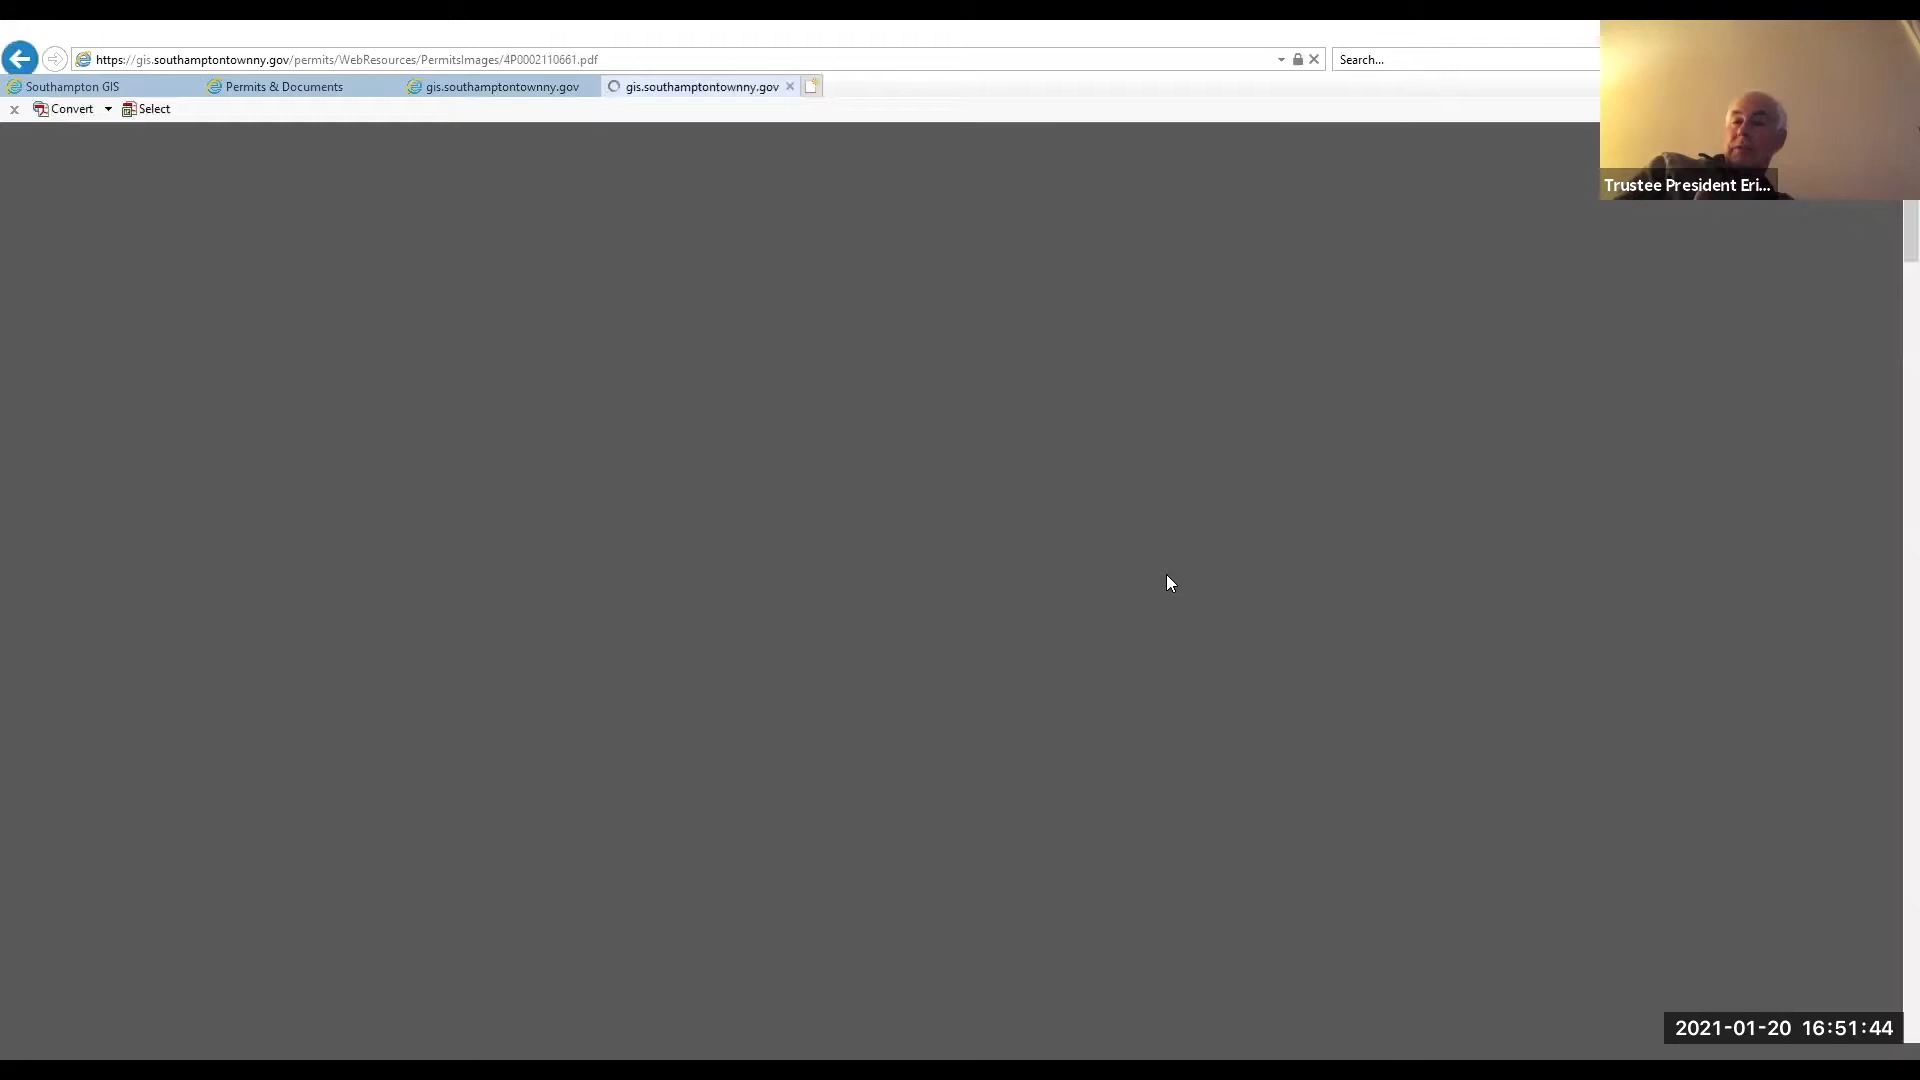 https://gis.southamptontownny.gov/permits/WebResources/PermitsImages/4P0002110661.pdf
Search...
Southampton GIS
Permits & Documents
gis.southamptontownny.gov
gis.southamptontownny.gov
Convert
Select
Trustee President Eri...
2021-01-20 16:51:44